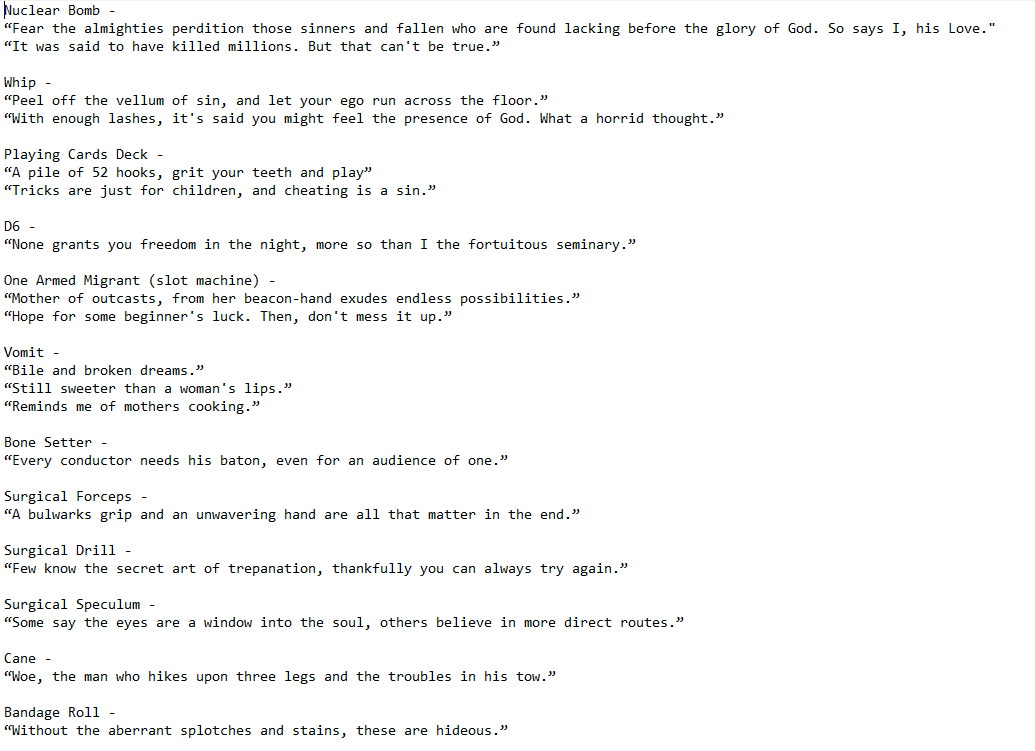 Nuclear Bomb -
“Fear the almighties perdition those sinners and fallen who are found lacking before the glory of God. So says I, his Love."
“It was said to have killed millions. But that can't be true.”
Whip -
“Peel off the vellum of sin, and let your ego run across the floor.”
“With enough lashes, it's said you might feel the presence of God. What a horrid thought.”
Playing Cards Deck -
“A pile of 52 hooks, grit your teeth and play”
“Tricks are just for children, and cheating is a sin.”
D6 -
“None grants you freedom in the night, more so than I the fortuitous seminary.”
One Armed Migrant (slot machine) -
“Mother of outcasts, from her beacon-hand exudes endless possibilities.”
“Hope for some beginner's luck. Then, don't mess it up.”
Vomit -
“Bile and broken dreams.”
“Still sweeter than a woman's lips.”
“Reminds me of mothers cooking.”
Bone Setter -
“Every conductor needs his baton, even for an audience of one.”
Surgical Forceps -
“A bulwarks grip and an unwavering hand are all that matter in the end.”
Surgical Drill -
“Few know the secret art of trepanation, thankfully you can always try again.”
Surgical Speculum -
“Some say the eyes are a window into the soul, others believe in more direct routes.”
Cane -
“Woe, the man who hikes upon three legs and the troubles in his tow.”
Bandage Roll -
“Without the aberrant splotches and stains, these are hideous.”